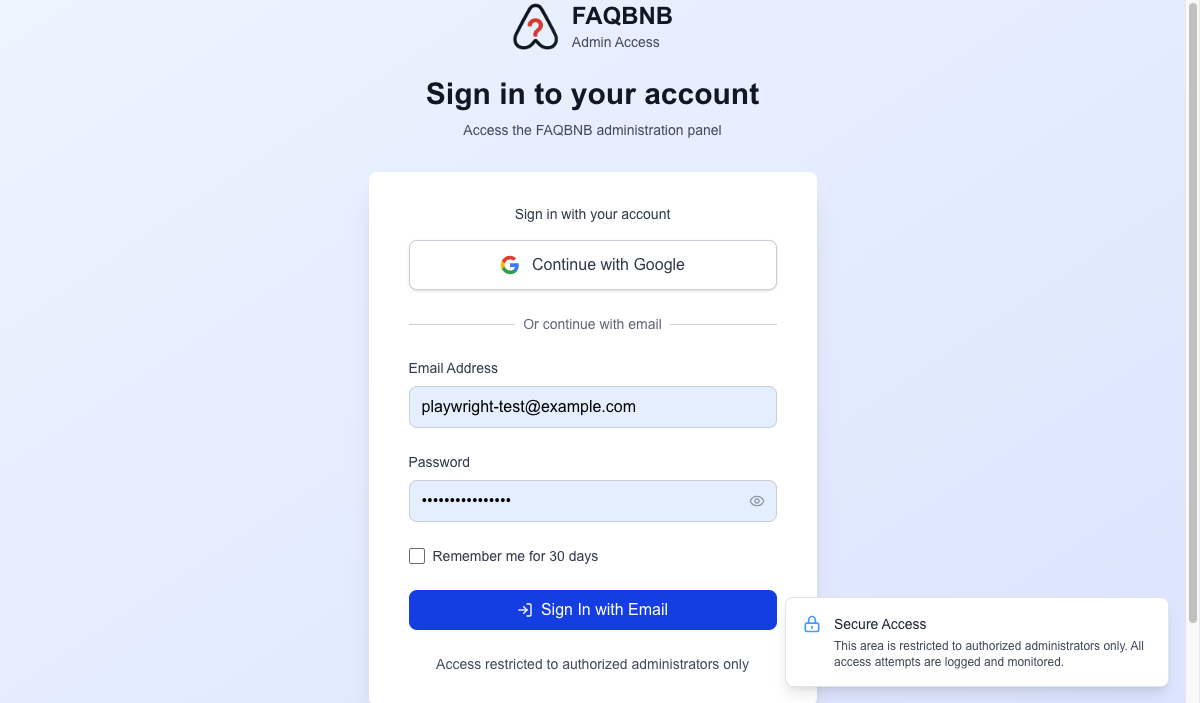 FAQBNB
Admin Access
Sign in to your account
Access the FAQBNB administration panel
Sign in with your account
Continue with Google
Or continue with email
Email Address
playwright-test@example.com
Password
•••••••••••••••
Remember me for 30 days
Sign In with Email
Access restricted to authorized administrators only
Secure Access
This area is restricted to authorized administrators only. All
access attempts are logged and monitored.